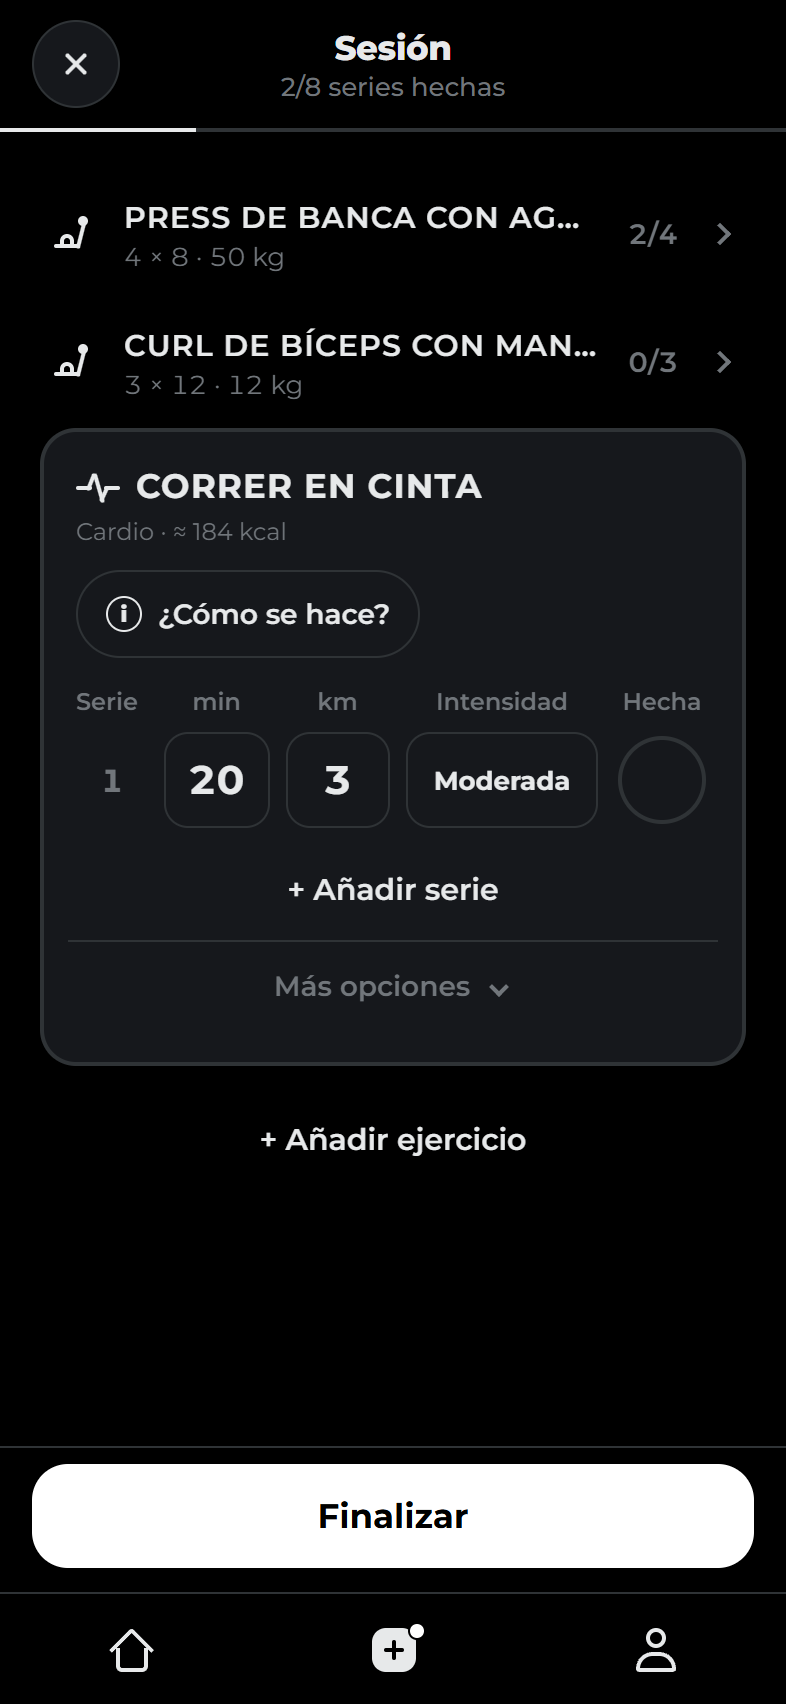 Sesión
2/8 series hechas
PRESS DE BANCA CON AG...
4 × 8 · 50 kg
2/4
CURL DE BÍCEPS CON MAN...
3 × 12 · 12 kg
0/3
CORRER EN CINTA
Cardio · ≈ 184 kcal
¿Cómo se hace?
Serie min km Intensidad Hecha
1 20 3 Moderada
+ Añadir serie
Más opciones
+ Añadir ejercicio
Finalizar